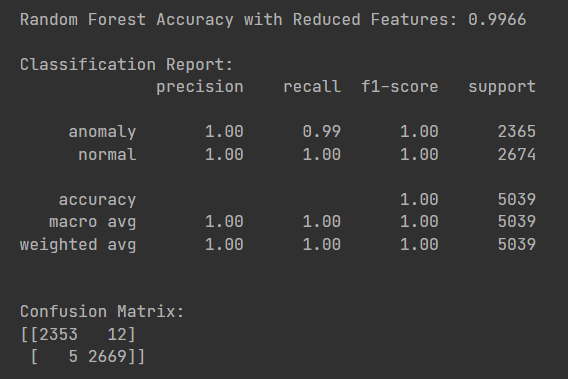 Random Forest Accuracy with Reduced Features: 0.9966
Classification Report:
precision recall f1-score support
anomaly 1.00 0.99 1.00 2365
normal 1.00 1.00 1.00 2674
accuracy 1.00 5039
macro avg 1.00 1.00 1.00 5039
weighted avg 1.00 1.00 1.00 5039
Confusion Matrix:
[[2353 12]
[ 5 2669]]